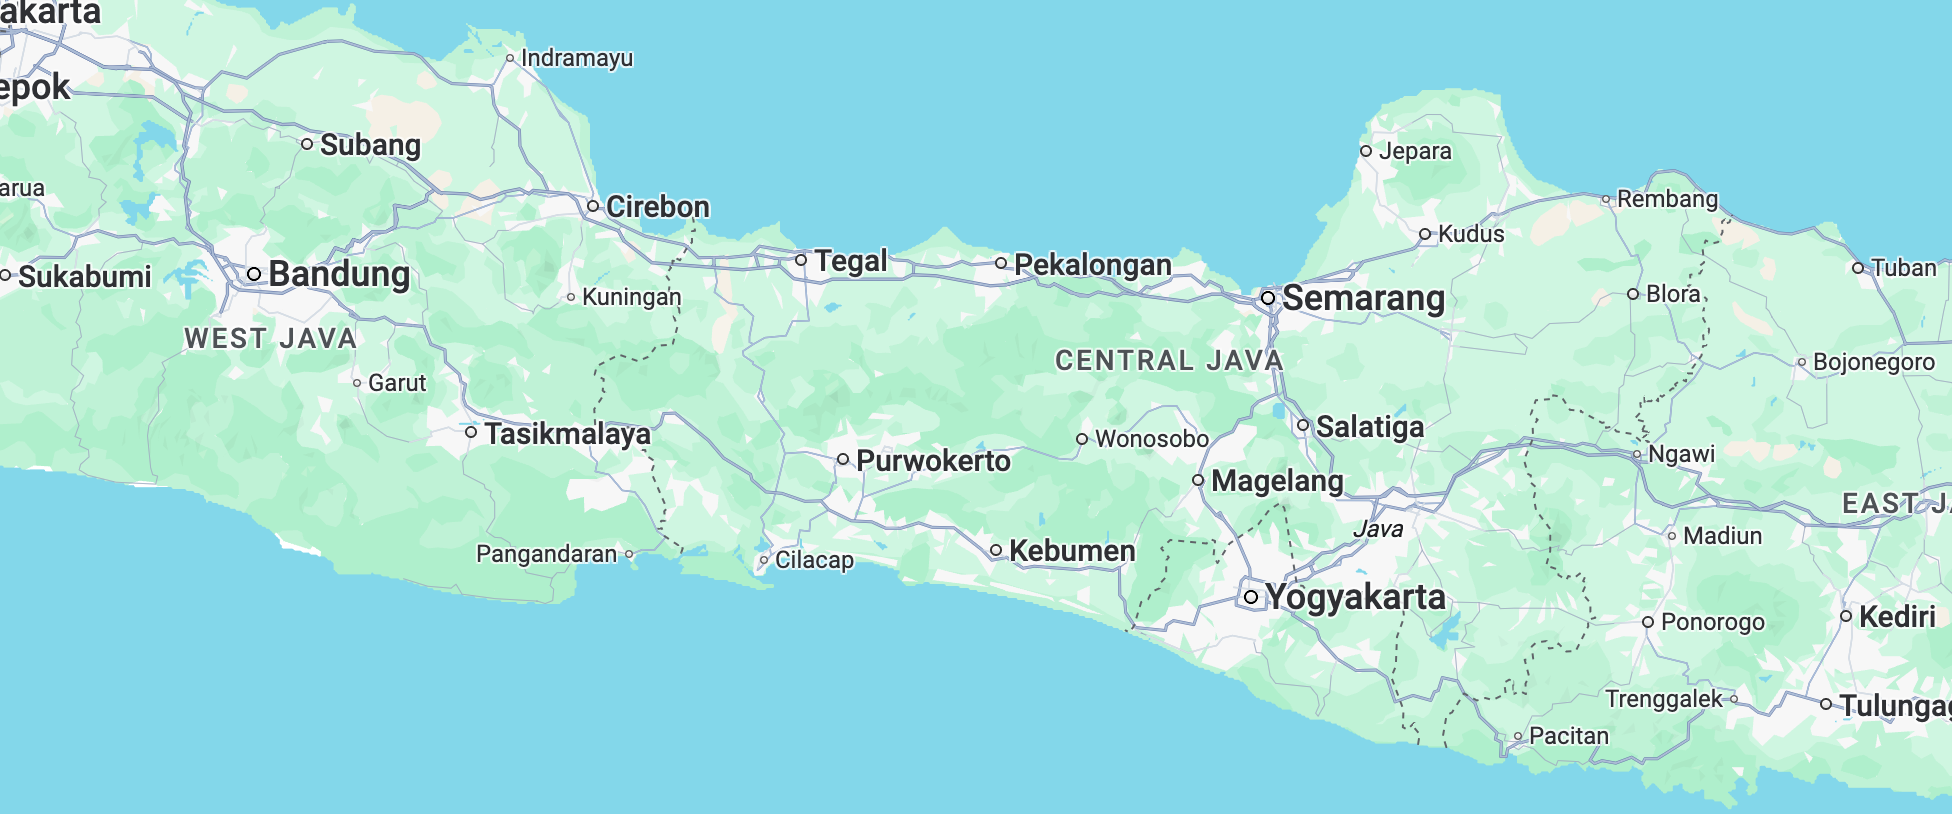 akarta
Indramayu
epok
Subang
Jepara
arua
Rembang
Cirebon
Kudus
Tegal
Pekalongan
Tuban
Bandung
Sukabumi
Kuningan
Semarang
Blora
WEST JAVA
CENTRAL JAVA
Bojonegoro
Garut
Tasikmalaya
Salatiga
Wonosobo
Purwokerto
Ngawi
Magelang
EAST JA
Java
Madiun
Pangandaran
Kebumen
Cilacap
Yogyakarta
Kediri
Ponorogo
Trenggalek
Tulungag
Pacitan